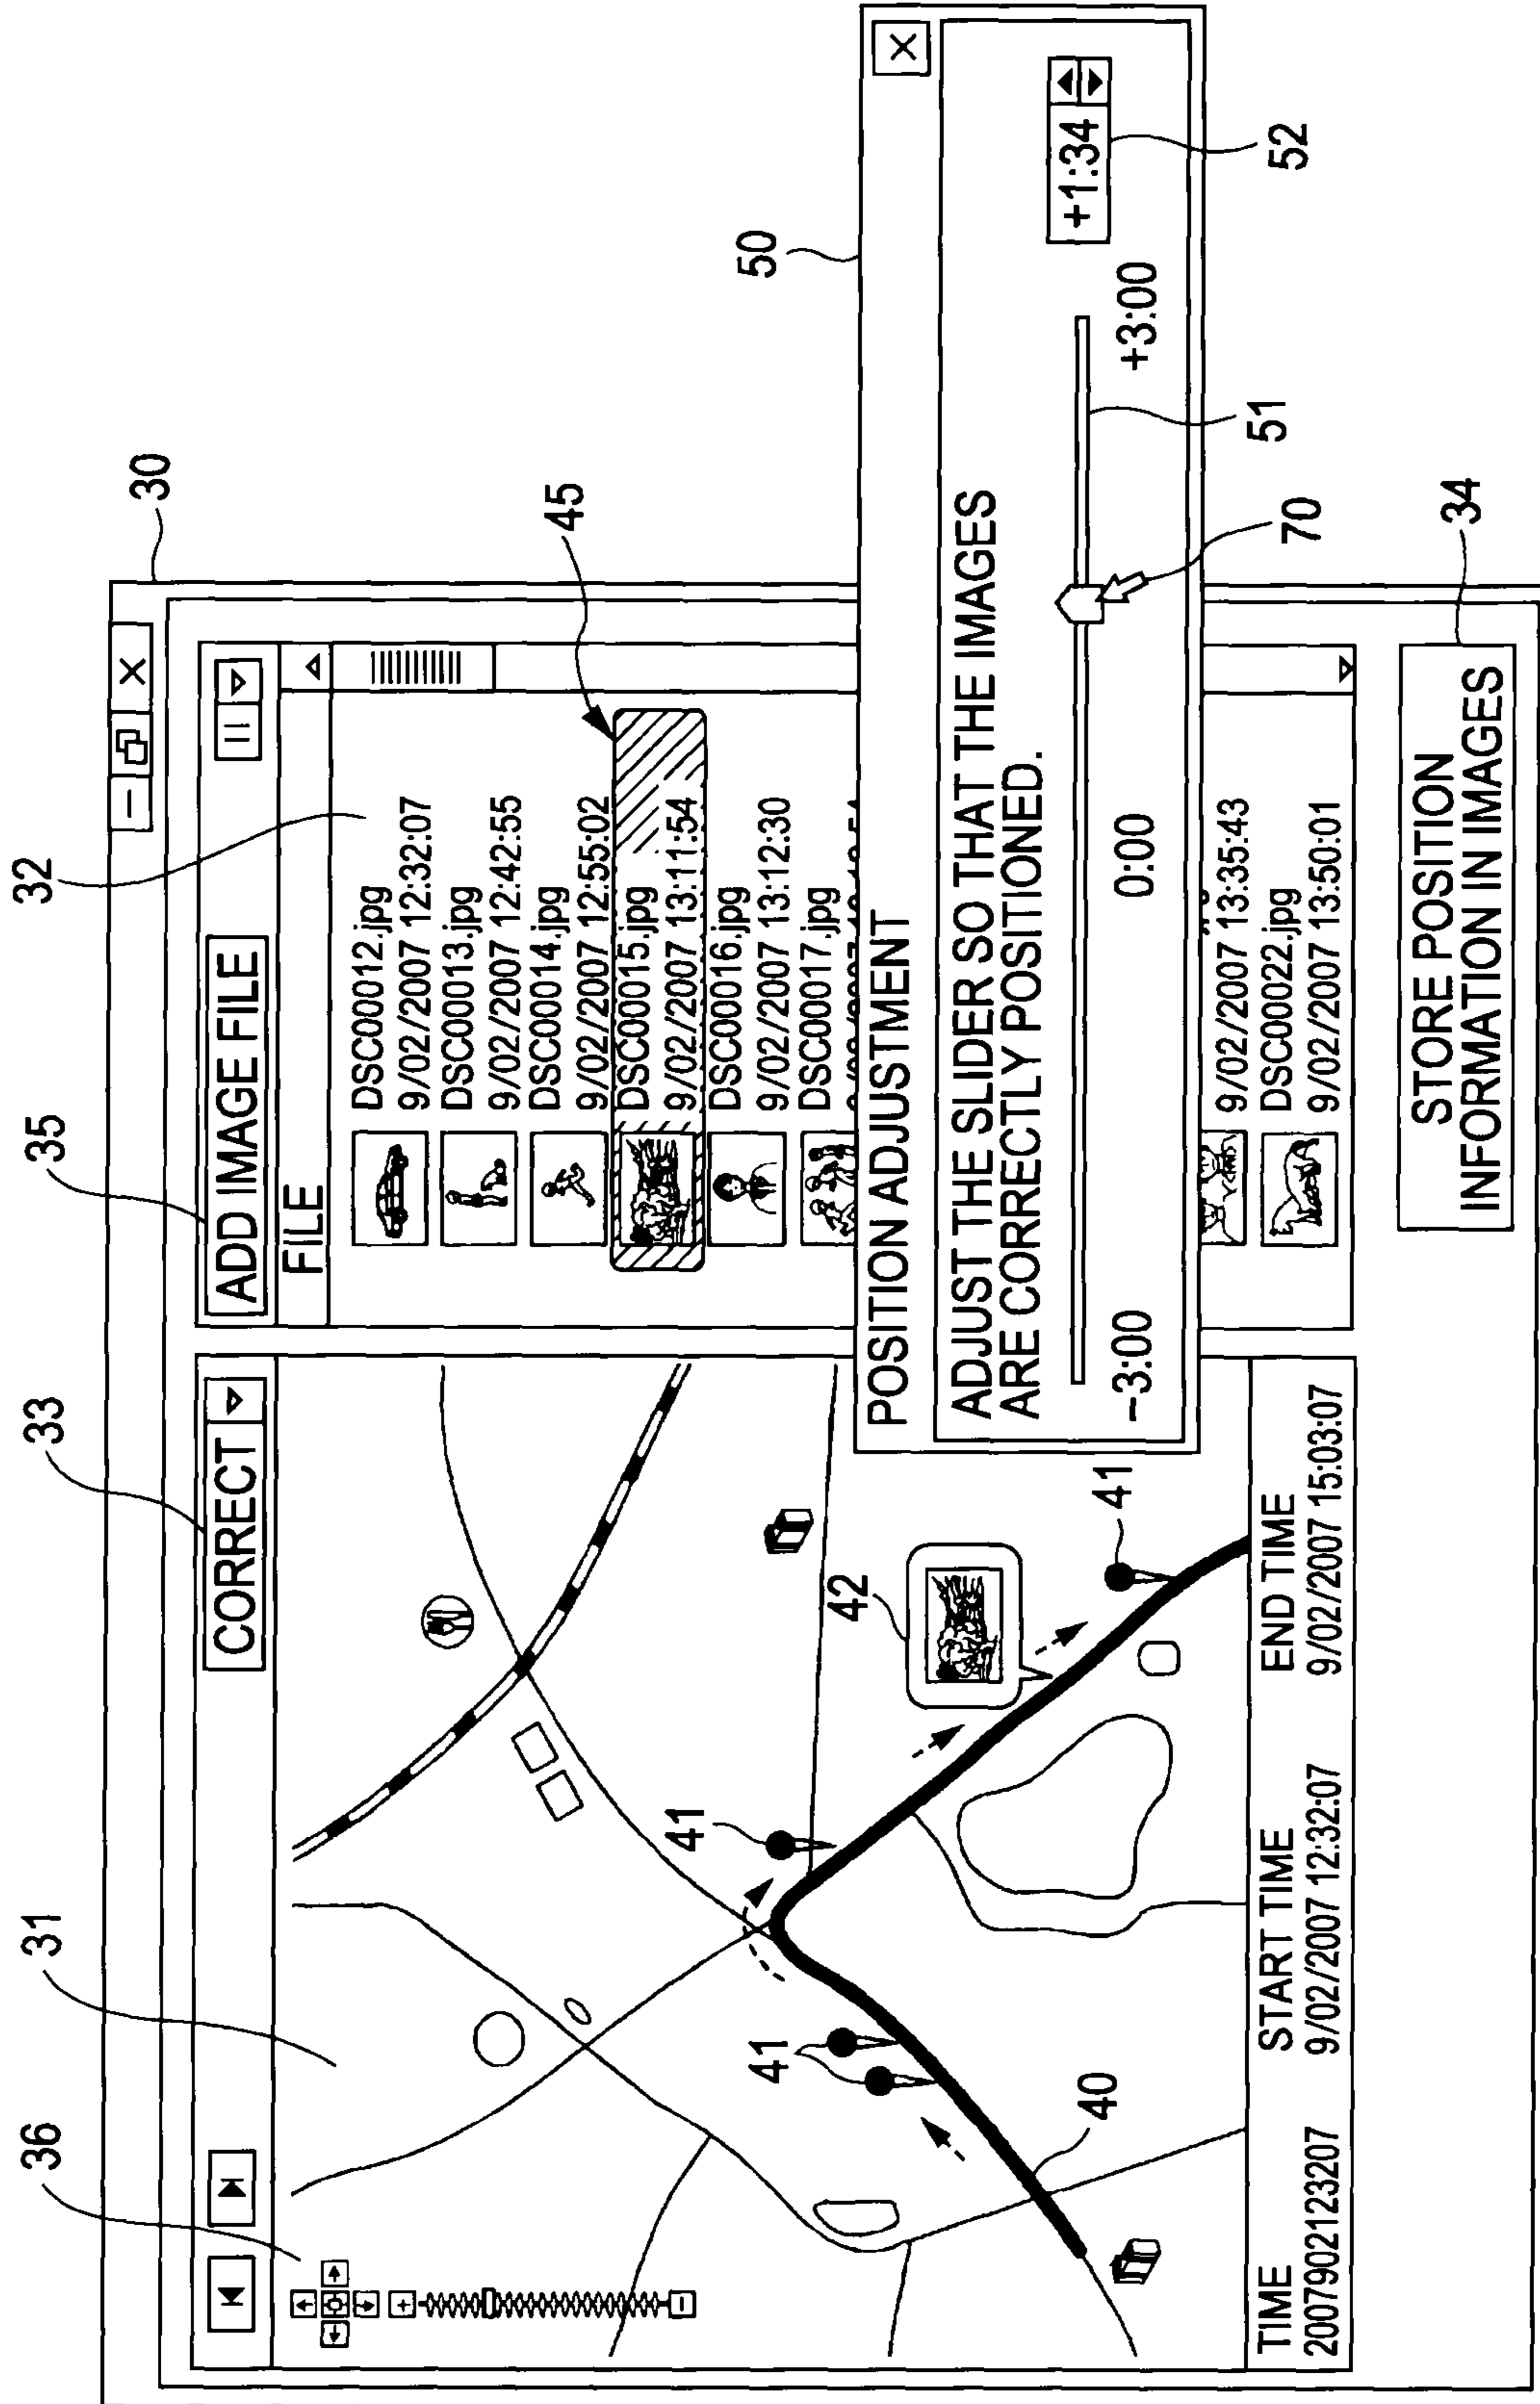 36
31
33
35
32
30
CORRECT
ADD IMAGE FILE
FILE
DSC00012.jpg
9/02/2007 12:32:07
DSC00013.jpg
9/02/2007 12:42:55
DSC00014.jpg
9/02/2007 12:55:02
DSC00015.jpg
9/02/2007 13:11:54
DSC00016.jpg
9/02/2007 13:12:30
DSC00017.jpg
45
50
POSITION ADJUSTMENT
ADJUST THE SLIDER SO THAT THE IMAGES
ARE CORRECTLY POSITIONED.
+1:34
−3:00
0:00
+3:00
52
51
70
9/02/2007 13:35:43
DSC00022.jpg
9/02/2007 13:50:01
41
41
42
41
40
TIME
START TIME
END TIME
2007902123207
9/02/2007 12:32:07
9/02/2007 15:03:07
STORE POSITION
INFORMATION IN IMAGES
34